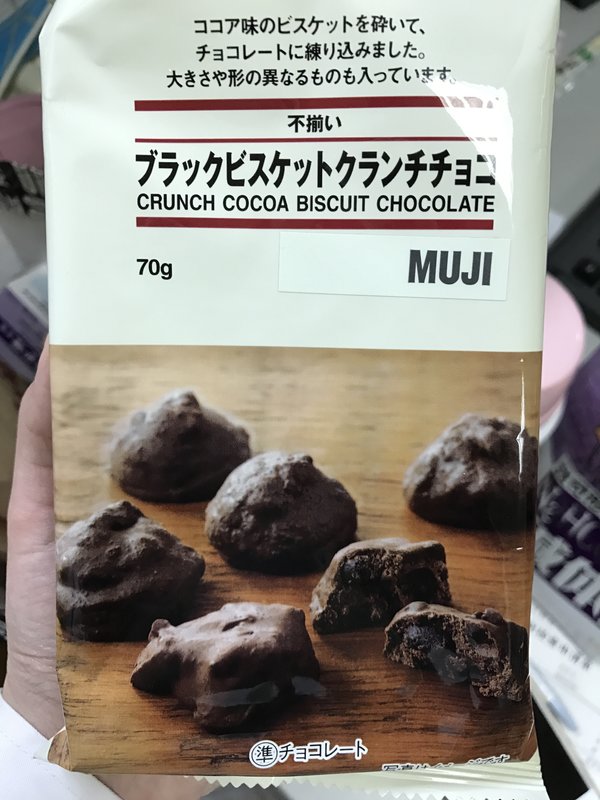 ココア味のビスケットを砕いて、
チョコレートに練り込みました。
大きさや形の異なるものも入っています。
不揃い
ブラックビスケットクランチチョコ
CRUNCH COCOA BISCUIT CHOCOLATE
70g
MUJI
準チョコレート